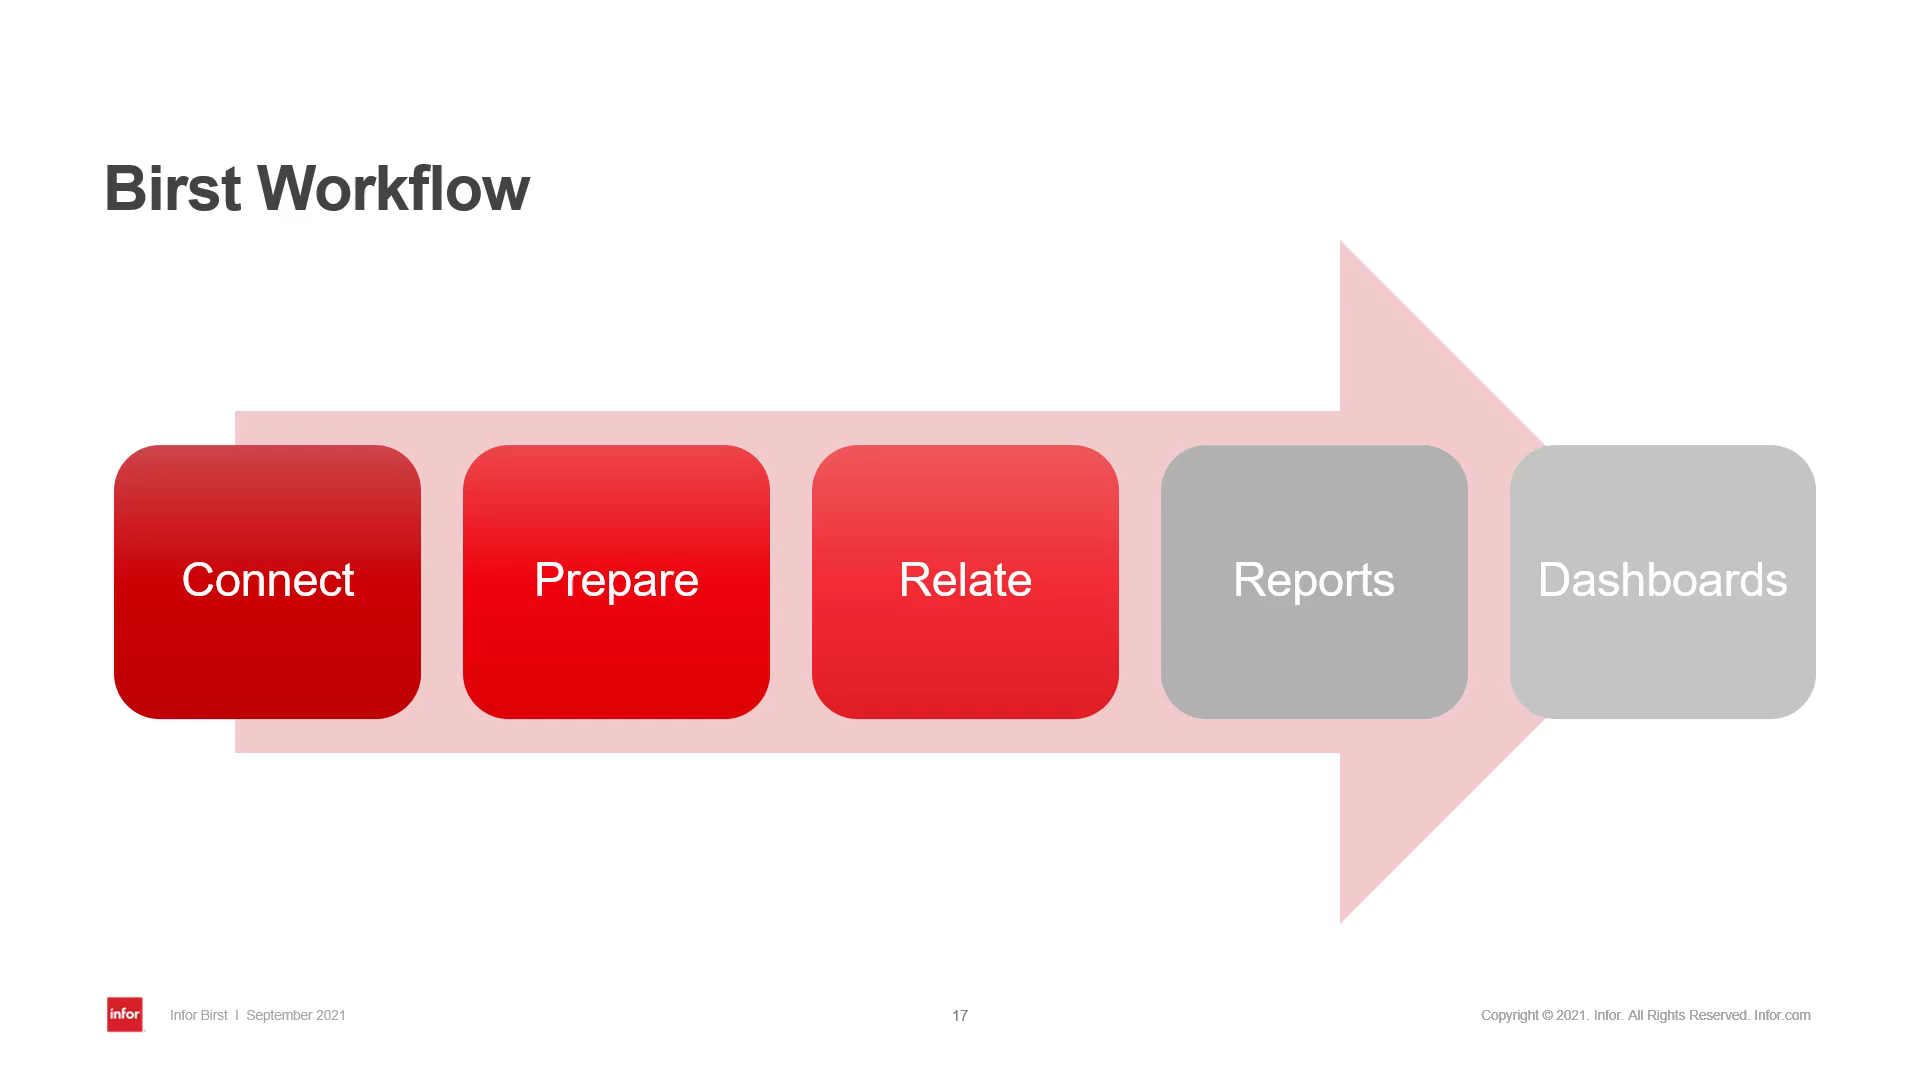 Birst Workflow
Connect
Prepare
Relate
Reports
Dashboards
infor
Infor Birst I September 2021
17
Copyright © 2021. Infor. All Rights Reserved. Infor.com